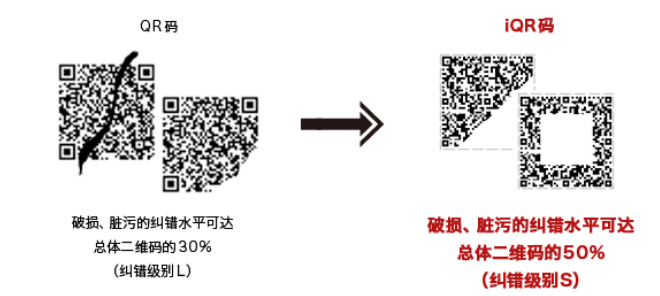 QR码
破损、脏污的纠错水平可达
总体二维码的30%
(纠错级别L)
iQR码
破损、脏污的纠错水平可达
总体二维码的50%
(纠错级别S)